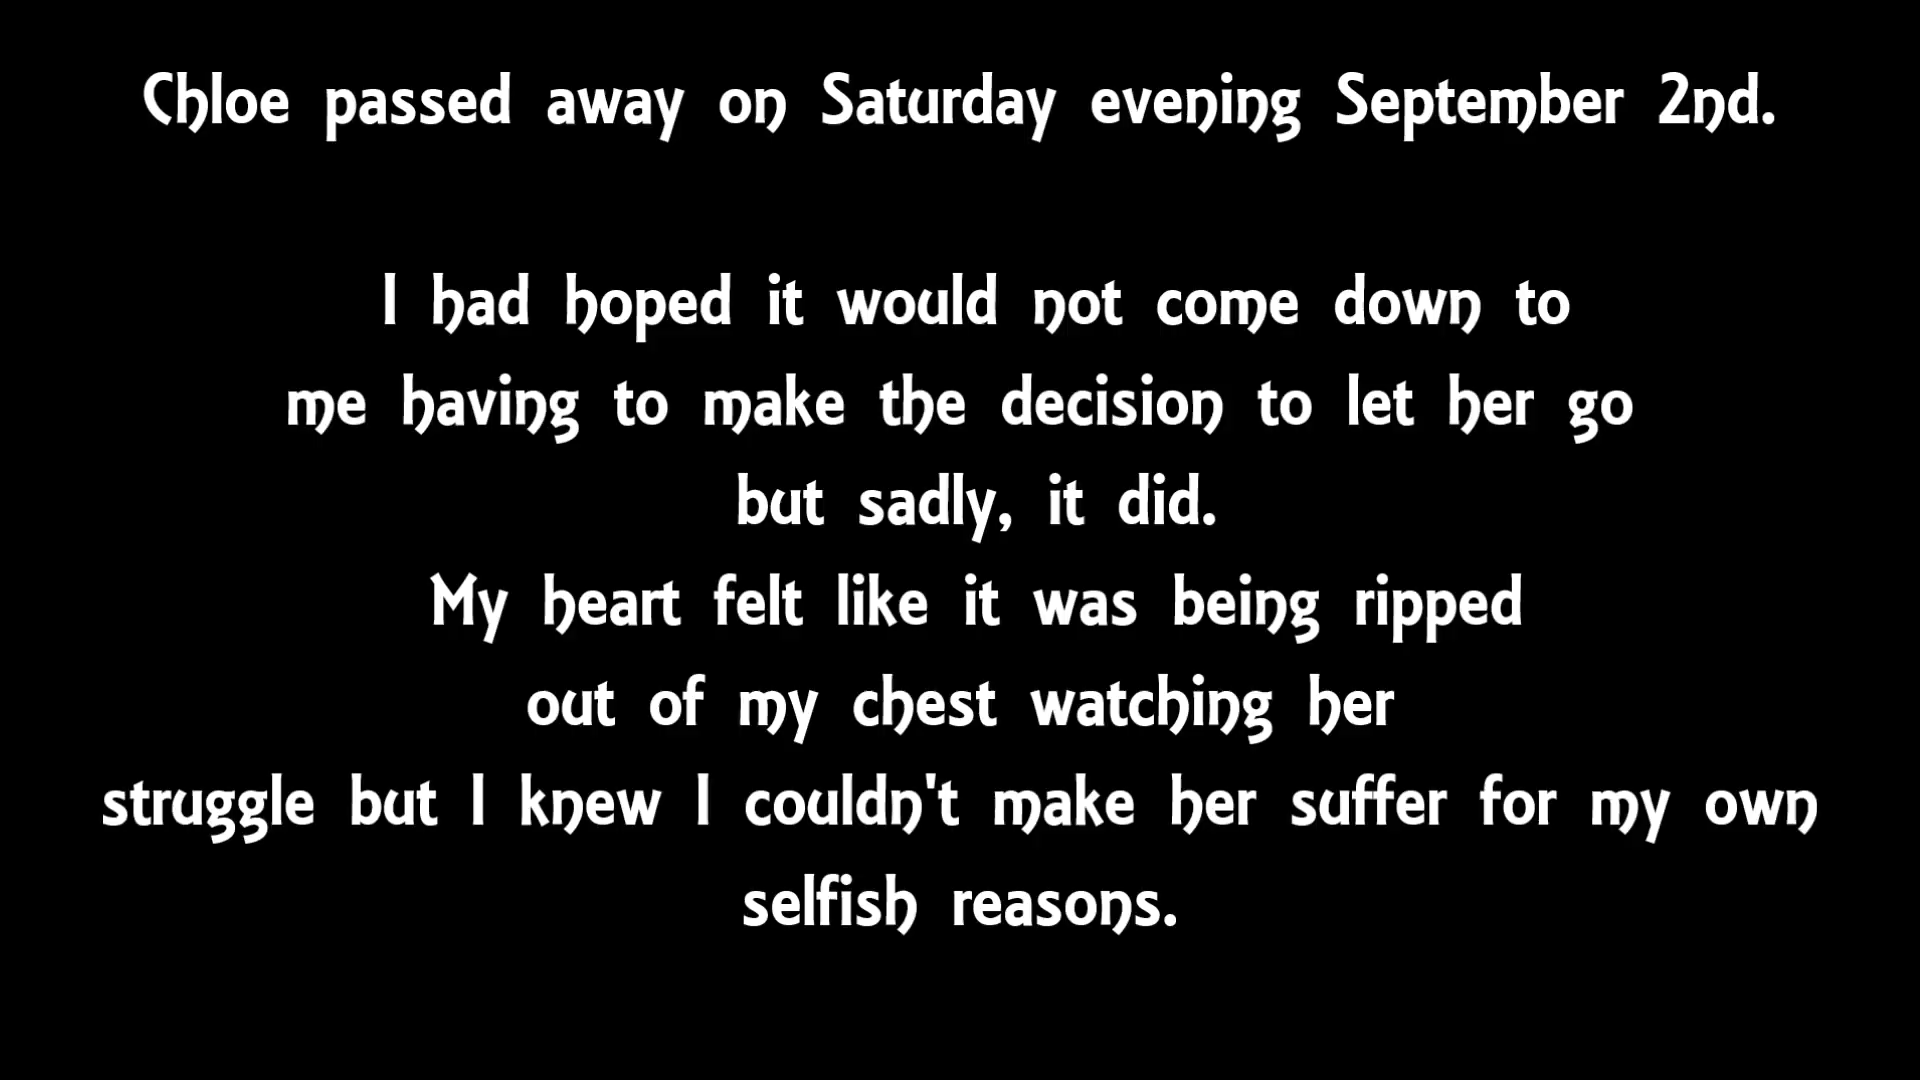 Chloe passed away on Saturday evening September 2nd.
I had hoped it would not come down to
me having to make the decision to let her go
but sadly, it did.
My heart felt like it was being ripped
out of my chest watching her
struggle but I knew I couldn't make her suffer for my own
selfish reasons.